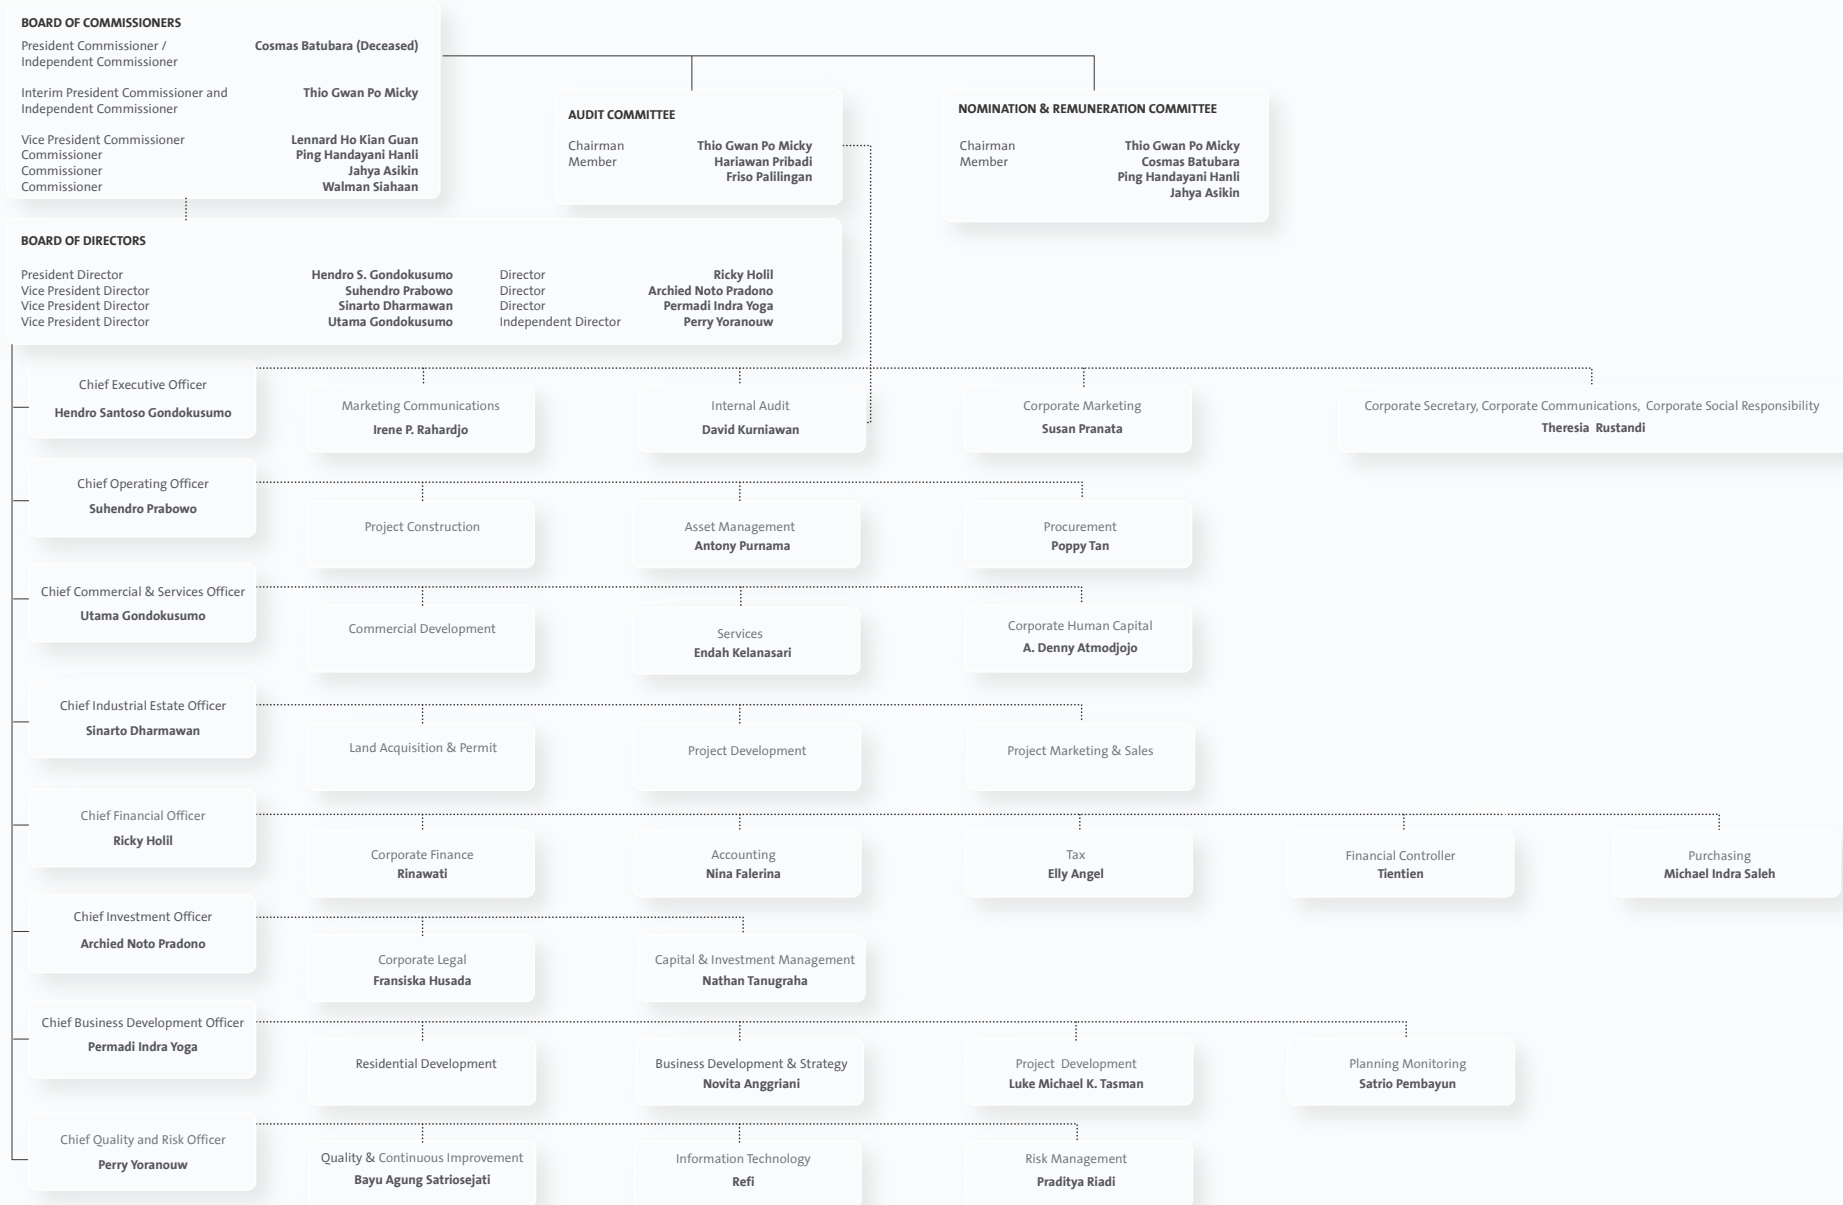 BOARD OF COMMISSIONERS
President Commissioner / Cosmas Batubara (Deceased)
Independent Commissioner
Interim President Commissioner and Thio Gwan Po Micky
Independent Commissioner
Vice President Commissioner Lennard Ho Kian Guan
Commissioner Ping Handayani Hanli
Commissioner Jahya Asikin
Commissioner Walman Siahaan
AUDIT COMMITTEE
Chairman Thio Gwan Po Micky
Member Hariawan Pribadi
Friso Palilingan
NOMINATION & REMUNERATION COMMITTEE
Chairman Thio Gwan Po Micky
Member Cosmas Batubara
Ping Handayani Hanli
Jahya Asikin
BOARD OF DIRECTORS
President Director Hendro S. Gondokusumo Director Ricky Holil
Vice President Director Suhendro Prabowo Director Archied Noto Pradono
Vice President Director Sinarto Dharmawan Director Permadi Indra Yoga
Vice President Director Utama Gondokusumo Independent Director Perry Yoranouw
Chief Executive Officer
Hendro Santoso Gondokusumo
Marketing Communications
Irene P. Rahardjo
Internal Audit
David Kurniawan
Corporate Marketing
Susan Pranata
Corporate Secretary, Corporate Communications, Corporate Social Responsibility
Theresia Rustandi
Chief Operating Officer
Suhendro Prabowo
Project Construction
Asset Management
Antony Purnama
Procurement
Poppy Tan
Chief Commercial & Services Officer
Utama Gondokusumo
Commercial Development
Services
Endah Kelanasari
Corporate Human Capital
A. Denny Atmodjojo
Chief Industrial Estate Officer
Sinarto Dharmawan
Land Acquisition & Permit
Project Development
Project Marketing & Sales
Chief Financial Officer
Ricky Holil
Corporate Finance
Rinawati
Accounting
Nina Falerina
Tax
Elly Angel
Financial Controller
Tientien
Purchasing
Michael Indra Saleh
Chief Investment Officer
Archied Noto Pradono
Corporate Legal
Fransiska Husada
Capital & Investment Management
Nathan Tanugraha
Chief Business Development Officer
Permadi Indra Yoga
Residential Development
Business Development & Strategy
Novita Anggriani
Project Development
Luke Michael K. Tasman
Planning Monitoring
Satrio Pembayun
Chief Quality and Risk Officer
Perry Yoranouw
Quality & Continuous Improvement
Bayu Agung Satriosejati
Information Technology
Refi
Risk Management
Praditya Riadi